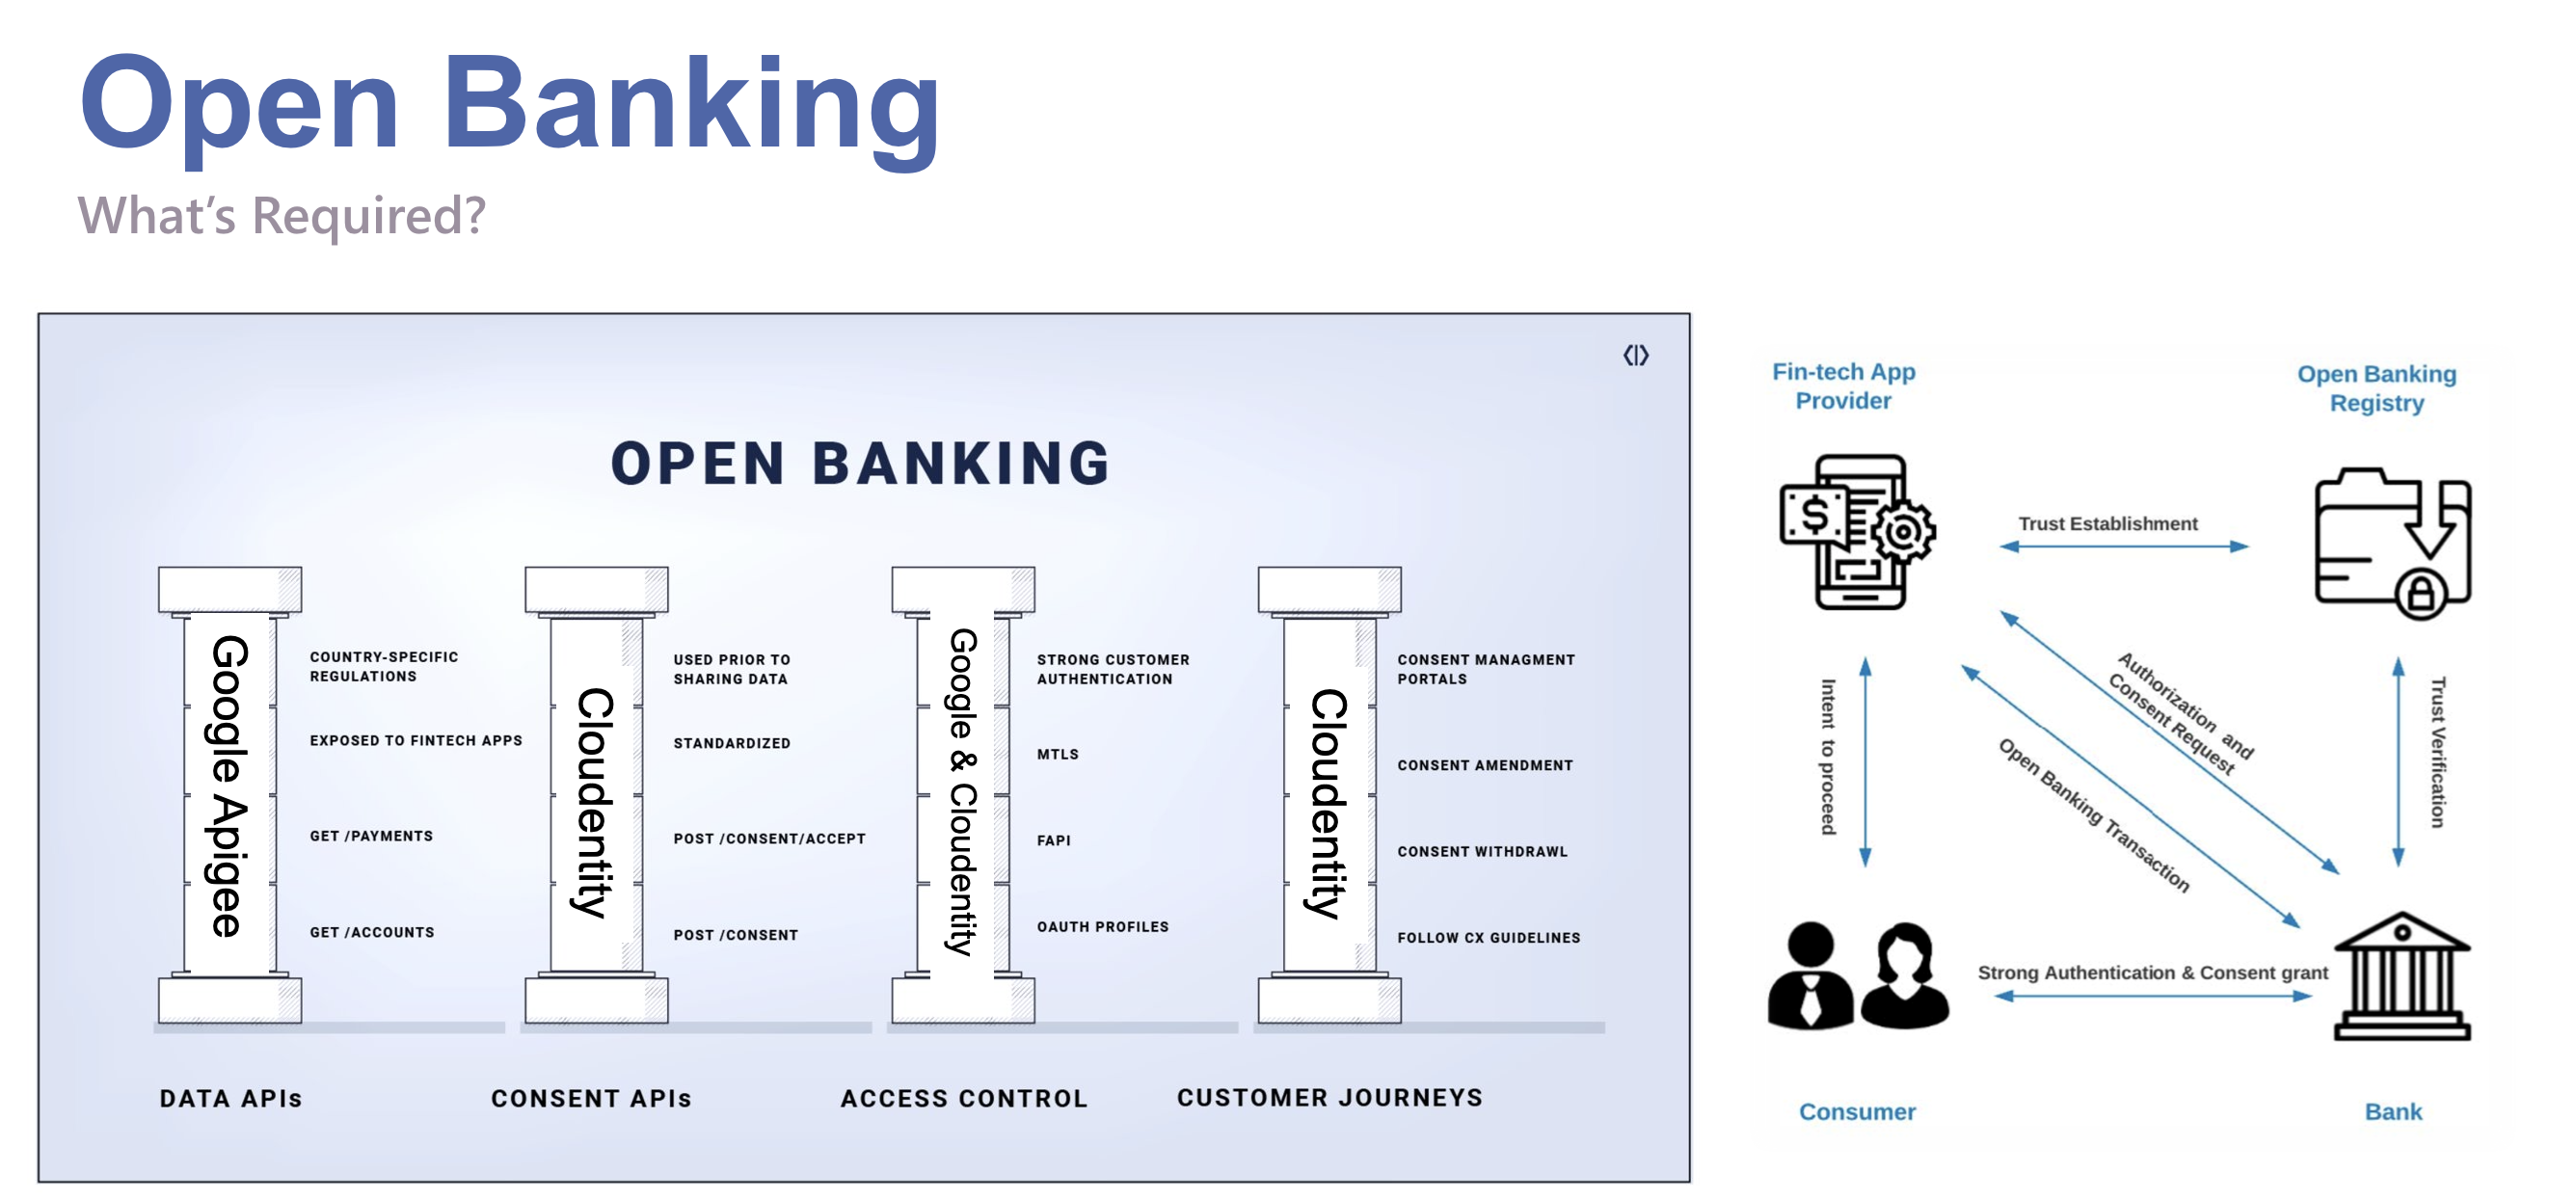 Open Banking
What's Required?
OPEN BANKING
Google Apigee
COUNTRY-SPECIFIC
REGULATIONS
EXPOSED TO FINTECH APPS
GET /PAYMENTS
GET /ACCOUNTS
DATA APIs
Cloudentity
USED PRIOR TO
SHARING DATA
STANDARDIZED
POST /CONSENT/ACCEPT
POST /CONSENT
CONSENT APIs
Google & Cloudentity
STRONG CUSTOMER
AUTHENTICATION
MTLS
FAPI
OAUTH PROFILES
ACCESS CONTROL
Cloudentity
CONSENT MANAGMENT
PORTALS
CONSENT AMENDMENT
CONSENT WITHDRAWL
FOLLOW CX GUIDELINES
CUSTOMER JOURNEYS
Fin-tech App
Provider
Open Banking
Registry
$
Trust Establishment
Intent to proceed
Authorization and
Consent Request
Open Banking Transaction
Trust Verification
Strong Authentication & Consent grant
Consumer
Bank